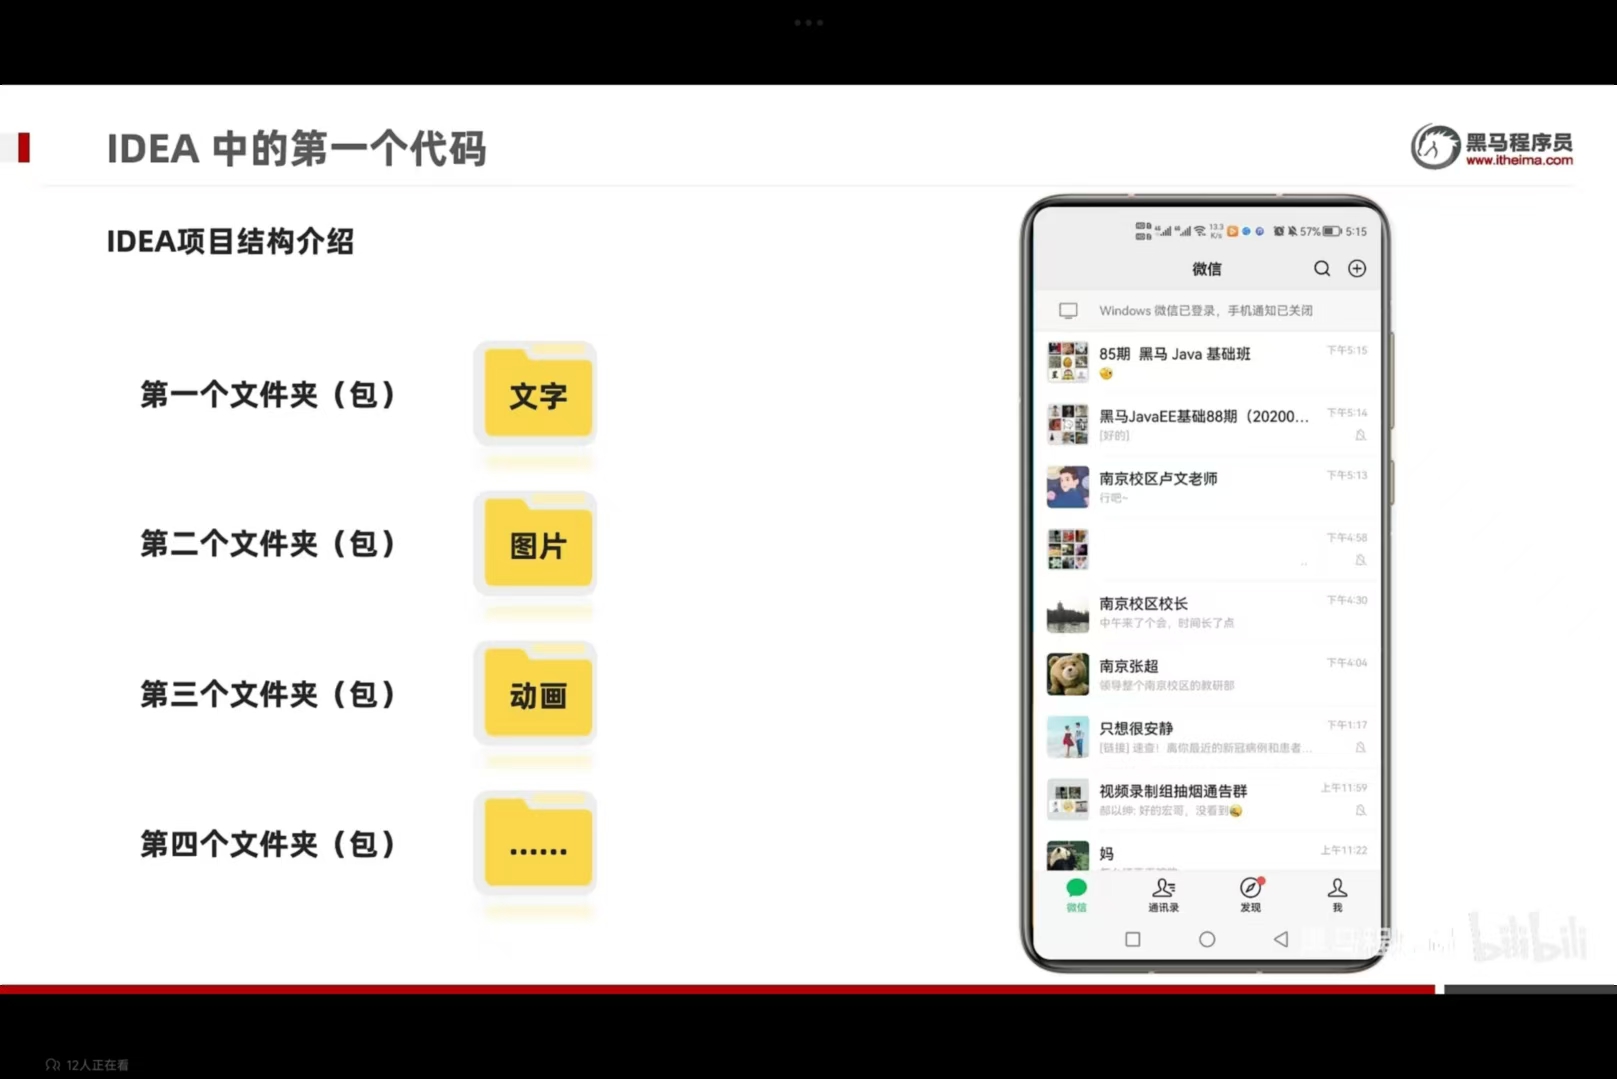 IDEA 中的第一个代码
黑马程序员
www.itheima.com
IDEA项目结构介绍
第一个文件夹（包）
文字
第二个文件夹（包）
图片
第三个文件夹（包）
动画
第四个文件夹（包）
......
13.3 K/s 57% 5:15
微信
Windows 微信已登录，手机通知已关闭
85期 黑马 Java 基础班 下午5:15
黑马JavaEE基础88期（20200... 下午5:14
[好的]
南京校区卢文老师 下午5:13
行吧~
下午4:58
南京校区校长 下午4:30
中午来了个会，时间长了点
南京张超 下午4:04
领导整个南京校区的教研部
只想很安静 下午1:17
[链接] 速查！离你最近的新冠病例和患者...
视频录制组抽烟通告群 上午11:59
郝以绅: 好的宏哥，没看到
妈 上午11:22
微信 通讯录 发现 我
bilibili
12人正在看